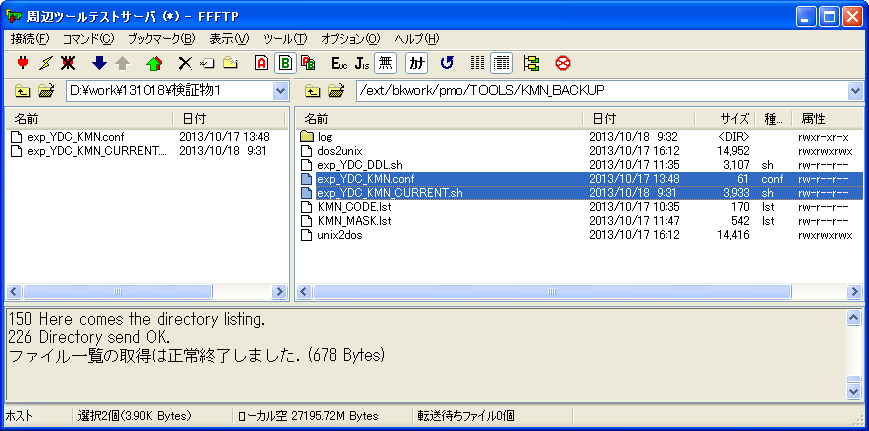 周辺ツールテストサーバ (*) - FFFTP
接続(F) コマンド(C) ブックマーク(B) 表示(V) ツール(T) オプション(O) ヘルプ(H)
A B B Euc Jis 無 カナ
D:¥work¥131018¥検証物1 /ext/bkwork/pmo/TOOLS/KMN_BACKUP
名前 日付
exp_YDC_KMN.conf 2013/10/17 13:48
exp_YDC_KMN_CURRENT.... 2013/10/18 9:31
名前 日付 サイズ 種... 属性
log 2013/10/18 9:32 <DIR> rwxr-xr-x
dos2unix 2013/10/17 16:12 14,952 rwxrwxrwx
exp_YDC_DDL.sh 2013/10/17 11:35 3,107 sh rw-r--r--
exp_YDC_KMN.conf 2013/10/17 13:48 61 conf rw-r--r--
exp_YDC_KMN_CURRENT.sh 2013/10/18 9:31 3,933 sh rw-r--r--
KMN_CODE.lst 2013/10/17 10:35 170 lst rw-r--r--
KMN_MASK.lst 2013/10/17 11:47 542 lst rw-r--r--
unix2dos 2013/10/17 16:12 14,416 rwxrwxrwx
150 Here comes the directory listing.
226 Directory send OK.
ファイル一覧の取得は正常終了しました. (678 Bytes)
ホスト 選択2個(3.90K Bytes) ローカル空 27195.72M Bytes 転送待ちファイル0個